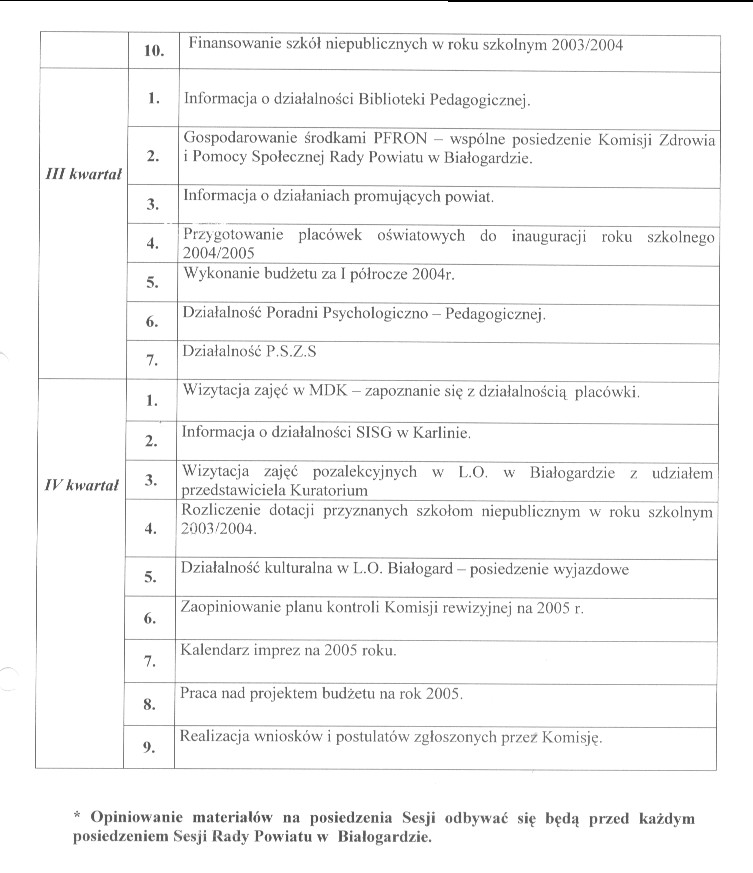 10. Finansowanie szkół niepublicznych w roku szkolnym 2003/2004
III kwartał
1. Informacja o działalności Biblioteki Pedagogicznej.
2. Gospodarowanie środkami PFRON – wspólne posiedzenie Komisji Zdrowia
i Pomocy Społecznej Rady Powiatu w Białogardzie.
3. Informacja o działaniach promujących powiat.
4. Przygotowanie placówek oświatowych do inauguracji roku szkolnego
2004/2005
5. Wykonanie budżetu za I półrocze 2004r.
6. Działalność Poradni Psychologiczno – Pedagogicznej.
7. Działalność P.S.Z.S
IV kwartał
1. Wizytacja zajęć w MDK – zapoznanie się z działalnością placówki.
2. Informacja o działalności SISG w Karlinie.
3. Wizytacja zajęć pozalekcyjnych w L.O. w Białogardzie z udziałem
przedstawiciela Kuratorium
4. Rozliczenie dotacji przyznanych szkołom niepublicznym w roku szkolnym
2003/2004.
5. Działalność kulturalna w L.O. Białogard – posiedzenie wyjazdowe
6. Zaopiniowanie planu kontroli Komisji rewizyjnej na 2005 r.
7. Kalendarz imprez na 2005 roku.
8. Praca nad projektem budżetu na rok 2005.
9. Realizacja wniosków i postulatów zgłoszonych przez Komisję.
* Opiniowanie materiałów na posiedzenia Sesji odbywać się będą przed każdym
posiedzeniem Sesji Rady Powiatu w Białogardzie.